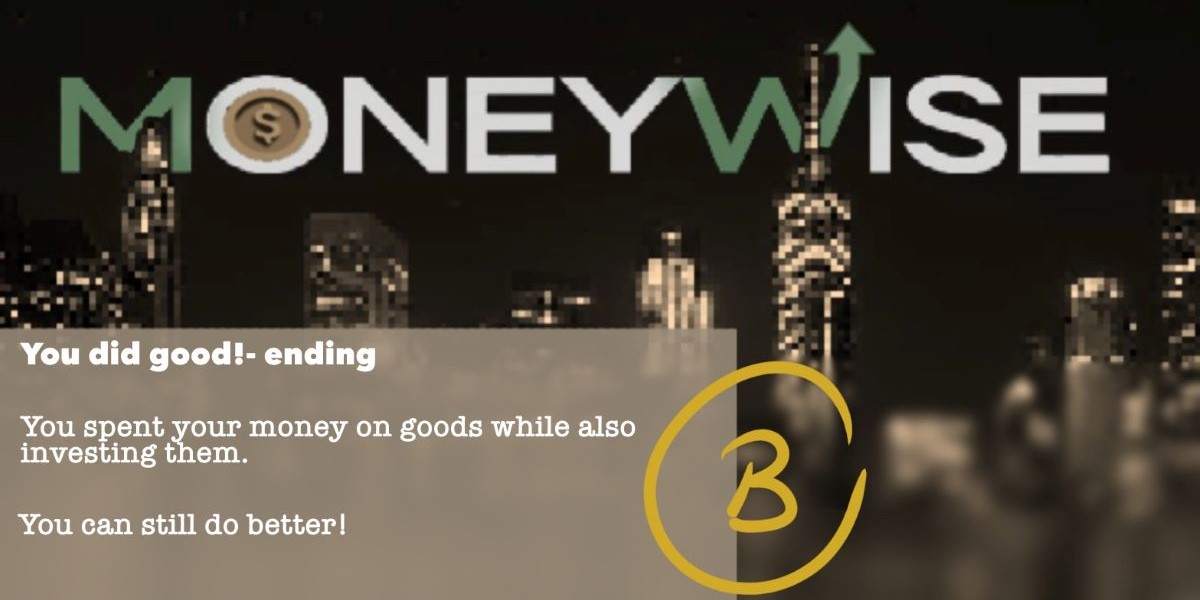 MONEYWISE
You did good!- ending
You spent your money on goods while also
investing them.
You can still do better!
B